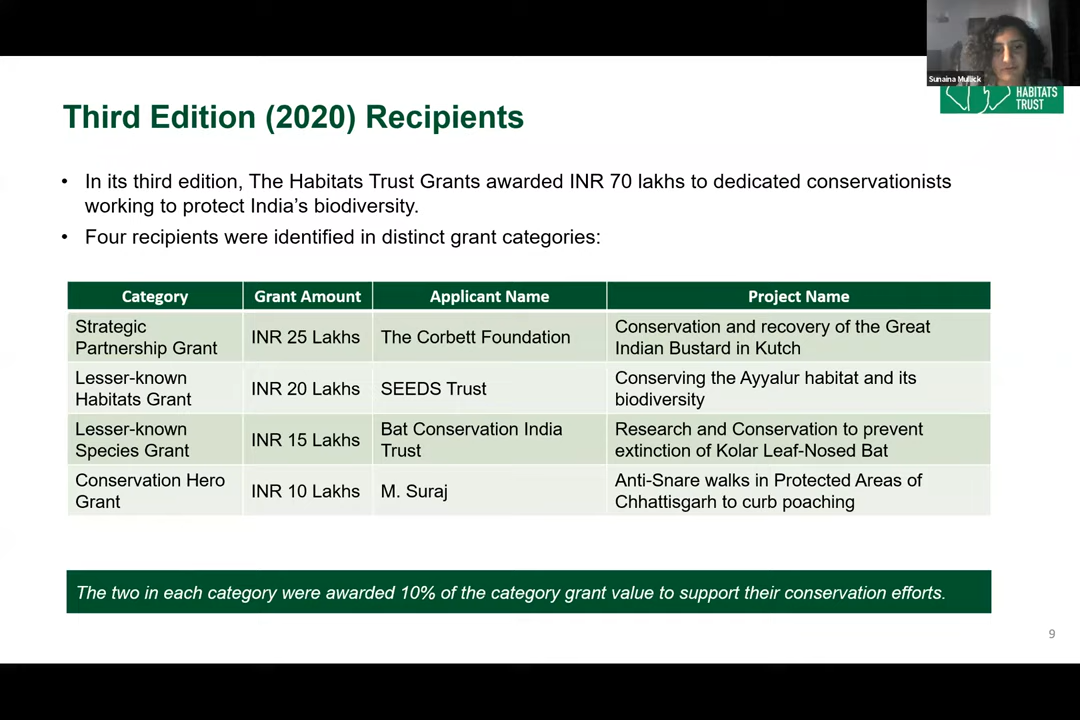 Sunaina Mullick
HABITATS
TRUST
Third Edition (2020) Recipients
• In its third edition, The Habitats Trust Grants awarded INR 70 lakhs to dedicated conservationists
working to protect India's biodiversity.
• Four recipients were identified in distinct grant categories:
Category Grant Amount Applicant Name Project Name
Strategic
Partnership Grant
INR 25 Lakhs
The Corbett Foundation
Conservation and recovery of the Great
Indian Bustard in Kutch
Lesser-known
Habitats Grant
INR 20 Lakhs
SEEDS Trust
Conserving the Ayyalur habitat and its
biodiversity
Lesser-known
Species Grant
INR 15 Lakhs
Bat Conservation India
Trust
Research and Conservation to prevent
extinction of Kolar Leaf-Nosed Bat
Conservation Hero
Grant
INR 10 Lakhs
M. Suraj
Anti-Snare walks in Protected Areas of
Chhattisgarh to curb poaching
The two in each category were awarded 10% of the category grant value to support their conservation efforts.
9